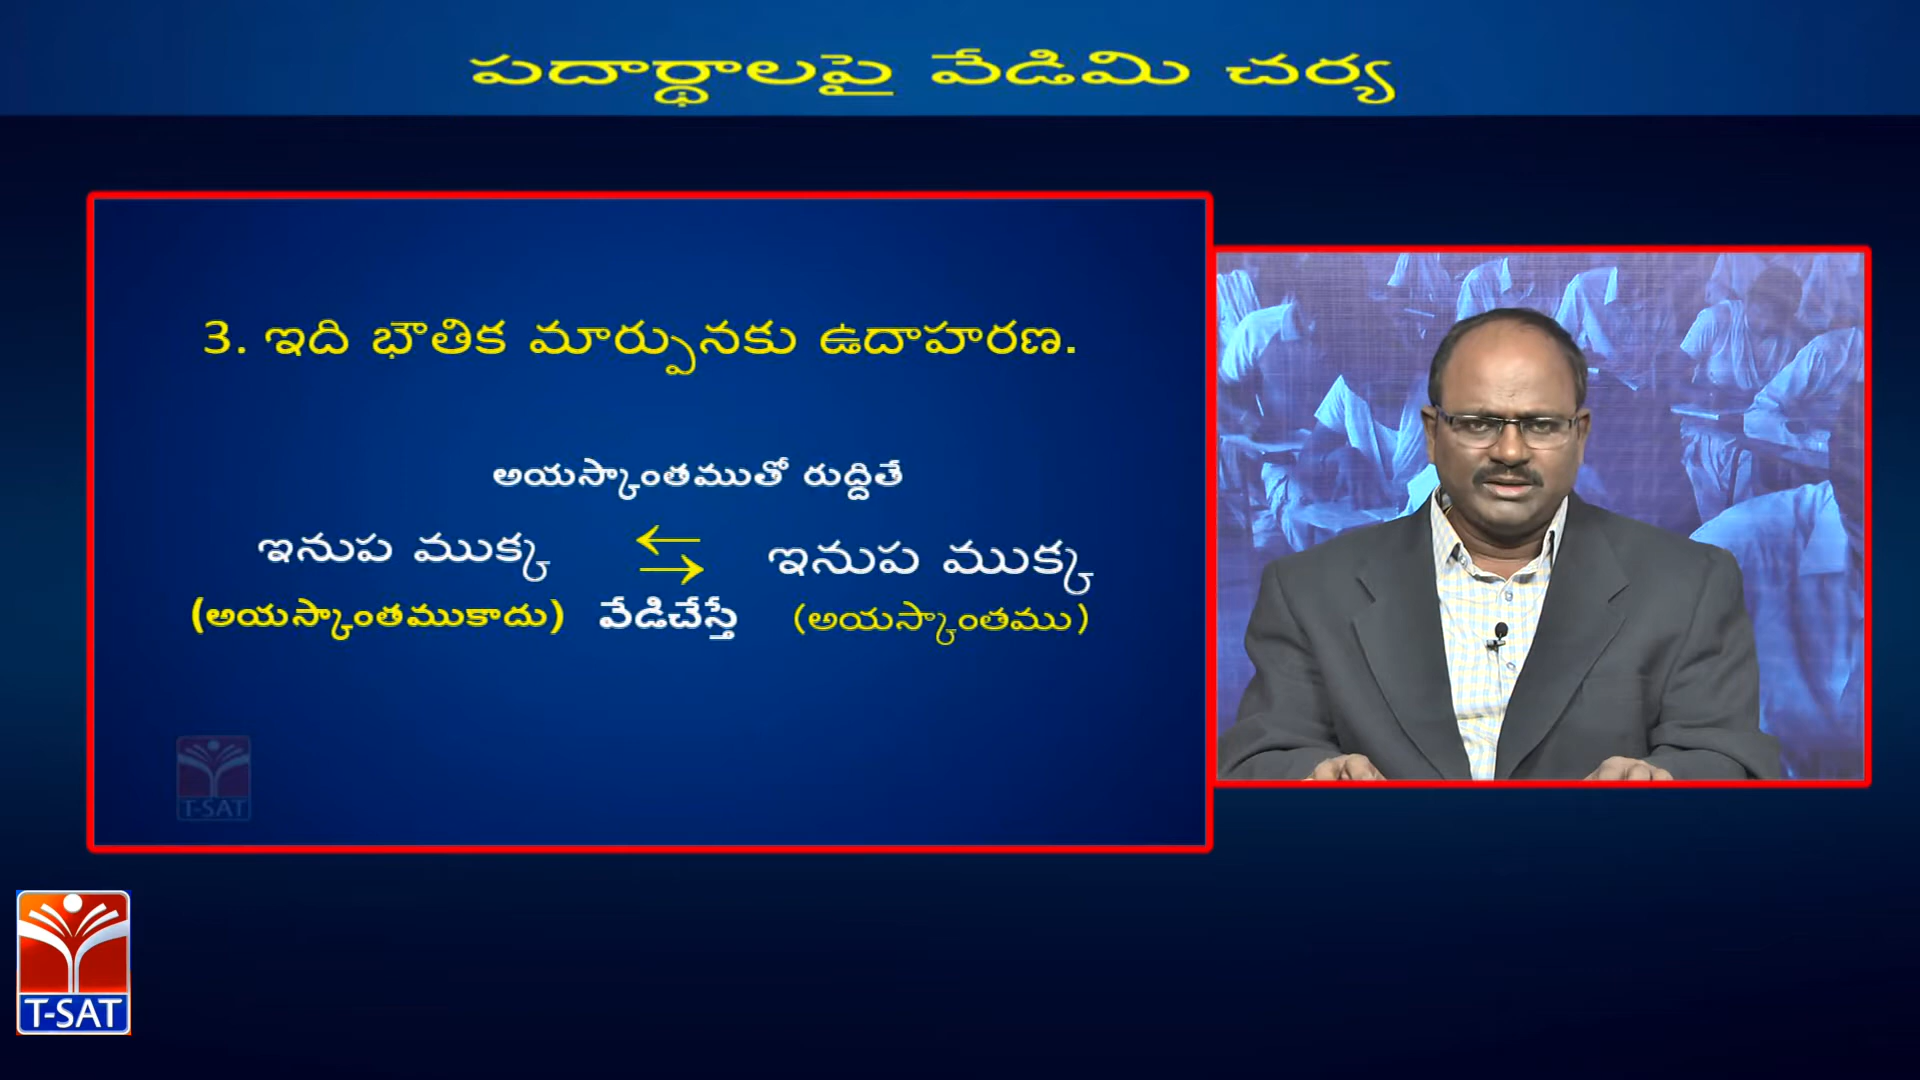 పదార్థాలపై వేడిమి చర్య
3. ఇది భౌతిక మార్పునకు ఉదాహరణ.
అయస్కాంతముతో రుద్దితే
ఇనుప ముక్క ← → ఇనుప ముక్క
(అయస్కాంతముకాదు) వేడిచేస్తే (అయస్కాంతము)
T-SAT
T-SAT